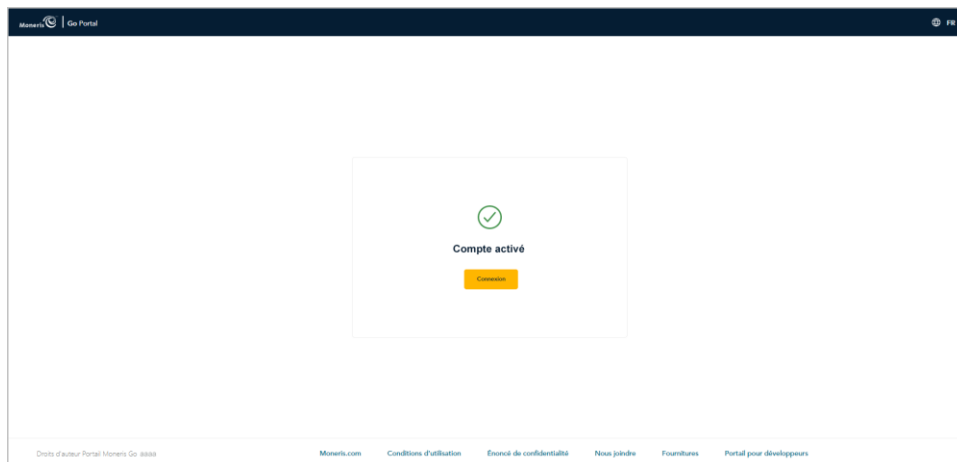 Moneris Go Portal FR
Compte activé
Connexion
Droits d'auteur Portail Moneris Go aaaa Moneris.com Conditions d'utilisation Énoncé de confidentialité Nous joindre Fournitures Portail pour développeurs